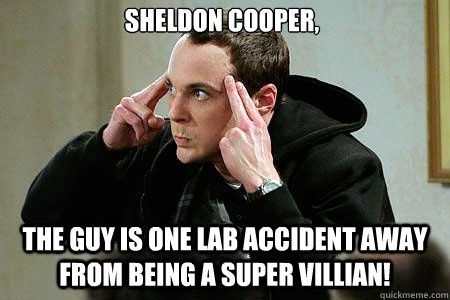 SHELDON COOPER,
THE GUY IS ONE LAB ACCIDENT AWAY
FROM BEING A SUPER VILLIAN!
quickmeme.com